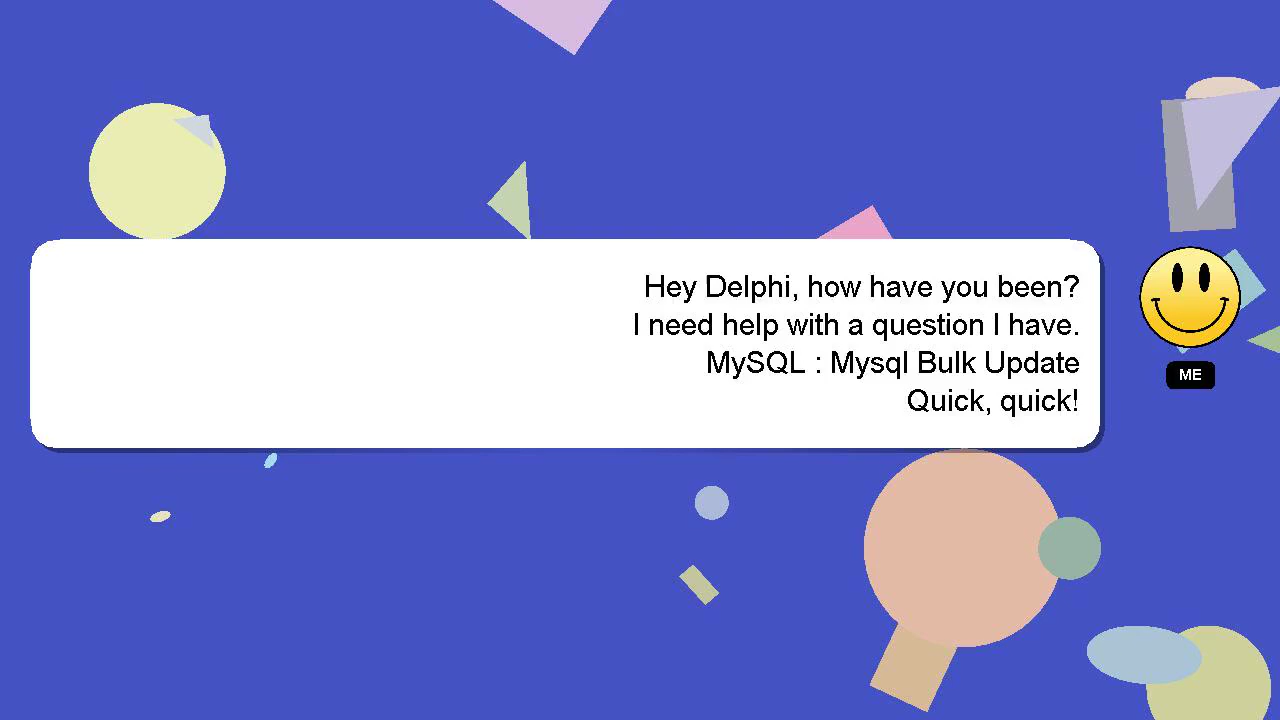 Hey Delphi, how have you been?
I need help with a question I have.
MySQL : Mysql Bulk Update
Quick, quick!
ME